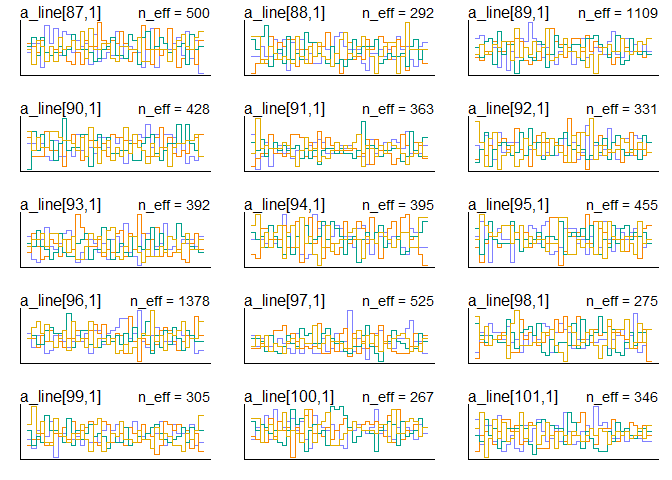 a_line[87,1] n_eff = 500 a_line[88,1] n_eff = 292 a_line[89,1] n_eff = 1109
a_line[90,1] n_eff = 428 a_line[91,1] n_eff = 363 a_line[92,1] n_eff = 331
a_line[93,1] n_eff = 392 a_line[94,1] n_eff = 395 a_line[95,1] n_eff = 455
a_line[96,1] n_eff = 1378 a_line[97,1] n_eff = 525 a_line[98,1] n_eff = 275
a_line[99,1] n_eff = 305 a_line[100,1] n_eff = 267 a_line[101,1] n_eff = 346